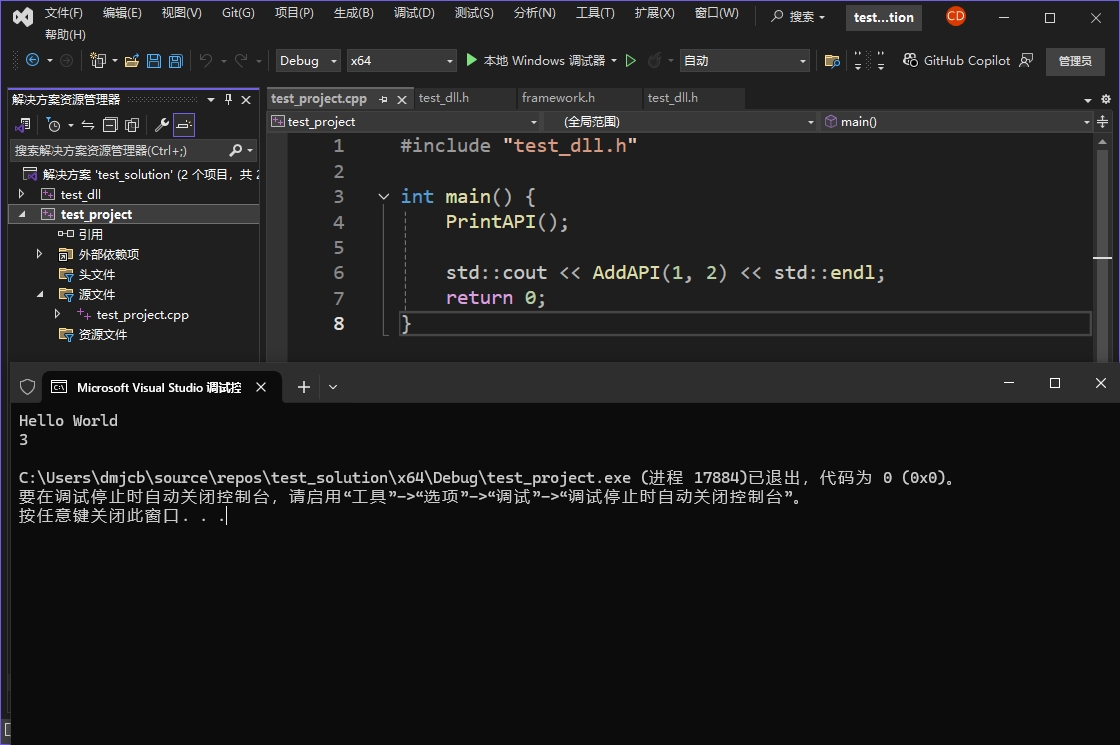 文件(F) 编辑(E) 视图(V) Git(G) 项目(P) 生成(B) 调试(D) 测试(S) 分析(N) 工具(T) 扩展(X) 窗口(W) 搜索 test...tion CD
帮助(H)
Debug x64 本地 Windows 调试器 自动 GitHub Copilot 管理员
解决方案资源管理器
搜索解决方案资源管理器(Ctrl+;)
解决方案 'test_solution' (2 个项目，共 2
test_dll
test_project
引用
外部依赖项
头文件
源文件
test_project.cpp
资源文件
test_project.cpp test_dll.h framework.h test_dll.h
test_project (全局范围) main()
1 #include "test_dll.h"
2
3 int main() {
4 PrintAPI();
5
6 std::cout << AddAPI(1, 2) << std::endl;
7 return 0;
8 }
Microsoft Visual Studio 调试控
Hello World
3
C:\Users\dmjcb\source\repos\test_solution\x64\Debug\test_project.exe (进程 17884)已退出，代码为 0 (0x0)。
要在调试停止时自动关闭控制台，请启用“工具”->“选项”->“调试”->“调试停止时自动关闭控制台”。
按任意键关闭此窗口. . .